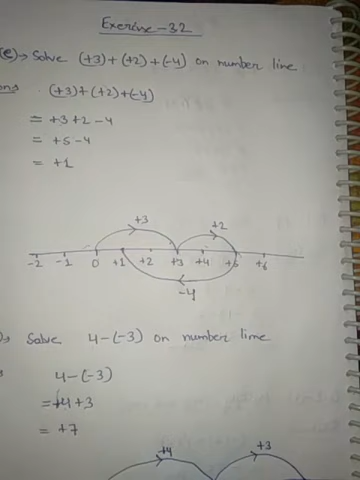 Exercise-32
(e)→ Solve (+3)+(+2)+(-4) on number line
(+3)+(+2)+(-4)
= +3+2-4
= +5-4
= +1
+3 +2
-2 -1 0 +1 +2 +3 +4 +5 +6
-4
)→ Solve 4-(-3) on number line
4-(-3)
=+4+3
= +7
+4 +3